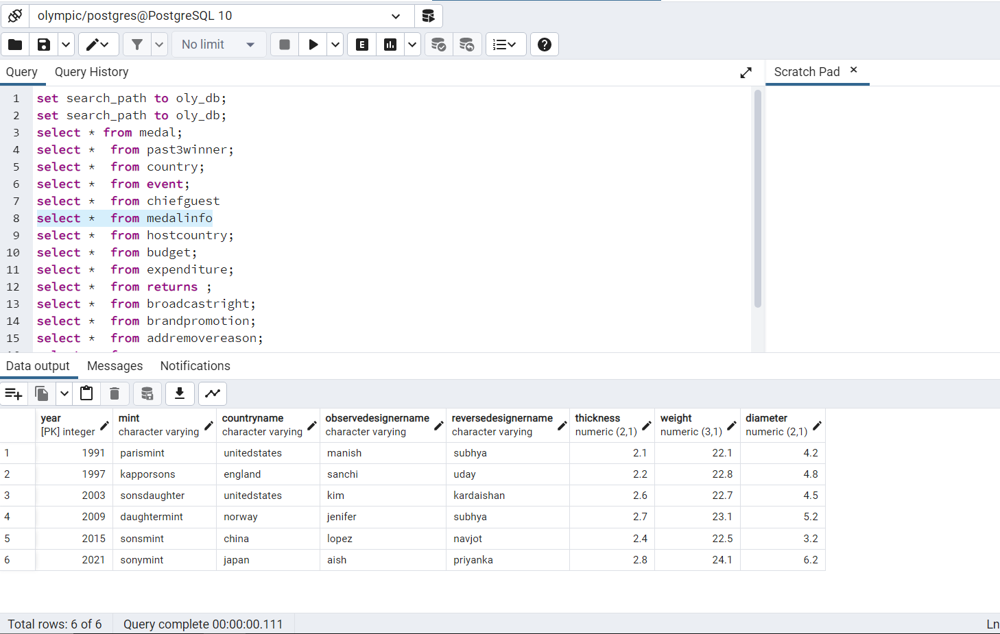 olympic/postgres@PostgreSQL 10
No limit
E
Query Query History
Scratch Pad
1 set search_path to oly_db;
2 set search_path to oly_db;
3 select * from medal;
4 select *  from past3winner;
5 select *  from country;
6 select *  from event;
7 select *  from chiefguest
8 select *  from medalinfo
9 select *  from hostcountry;
10 select *  from budget;
11 select *  from expenditure;
12 select *  from returns ;
13 select *  from broadcastright;
14 select *  from brandpromotion;
15 select *  from addremovereason;
Data output Messages Notifications
year mint countryname observedesignername reversedesignername thickness weight diameter
[PK] integer character varying character varying character varying character varying numeric (2,1) numeric (3,1) numeric (2,1)
1 1991 parismint unitedstates manish subhya 2.1 22.1 4.2
2 1997 kapporsons england sanchi uday 2.2 22.8 4.8
3 2003 sonsdaughter unitedstates kim kardaishan 2.6 22.7 4.5
4 2009 daughtermint norway jenifer subhya 2.7 23.1 5.2
5 2015 sonsmint china lopez navjot 2.4 22.5 3.2
6 2021 sonymint japan aish priyanka 2.8 24.1 6.2
Total rows: 6 of 6 Query complete 00:00:00.111 Ln